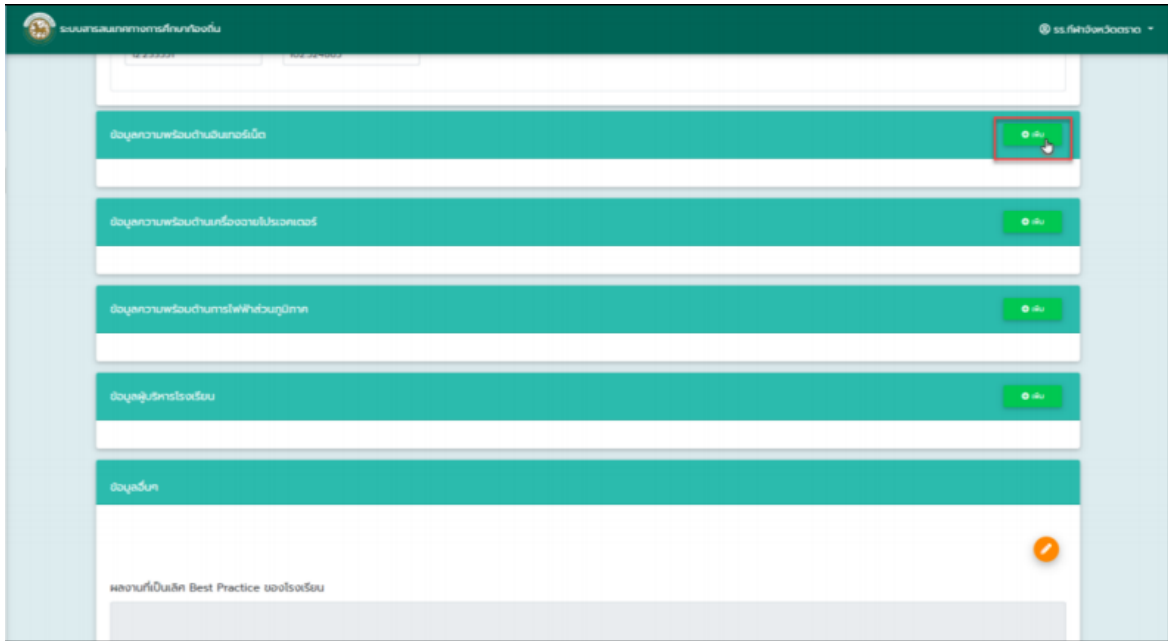 ระบบสารสนเทศทางการศึกษาท้องถิ่น
รร.กีฬาจังหวัดตราด
ข้อมูลความพร้อมด้านอินเทอร์เน็ต
เพิ่ม
ข้อมูลความพร้อมด้านเครื่องฉายโปรเจคเตอร์
เพิ่ม
ข้อมูลความพร้อมด้านการไฟฟ้าส่วนภูมิภาค
เพิ่ม
ข้อมูลผู้บริหารโรงเรียน
เพิ่ม
ข้อมูลอื่นๆ
ผลงานที่เป็นเลิศ Best Practice ของโรงเรียน